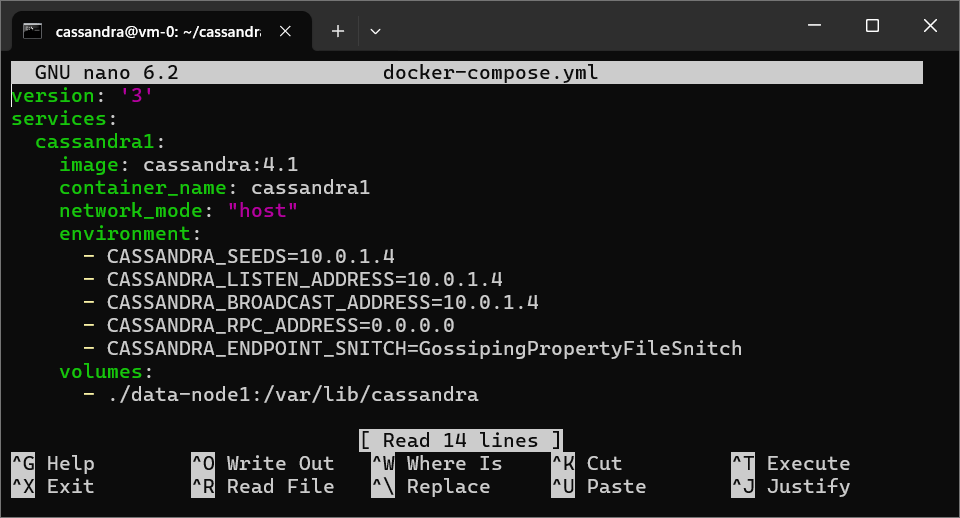 cassandra@vm-0: ~/cassandra
GNU nano 6.2 docker-compose.yml
version: '3'
services:
  cassandra1:
    image: cassandra:4.1
    container_name: cassandra1
    network_mode: "host"
    environment:
      - CASSANDRA_SEEDS=10.0.1.4
      - CASSANDRA_LISTEN_ADDRESS=10.0.1.4
      - CASSANDRA_BROADCAST_ADDRESS=10.0.1.4
      - CASSANDRA_RPC_ADDRESS=0.0.0.0
      - CASSANDRA_ENDPOINT_SNITCH=GossipingPropertyFileSnitch
    volumes:
      - ./data-node1:/var/lib/cassandra
[ Read 14 lines ]
^G Help ^O Write Out ^W Where Is ^K Cut ^T Execute
^X Exit ^R Read File ^\ Replace ^U Paste ^J Justify